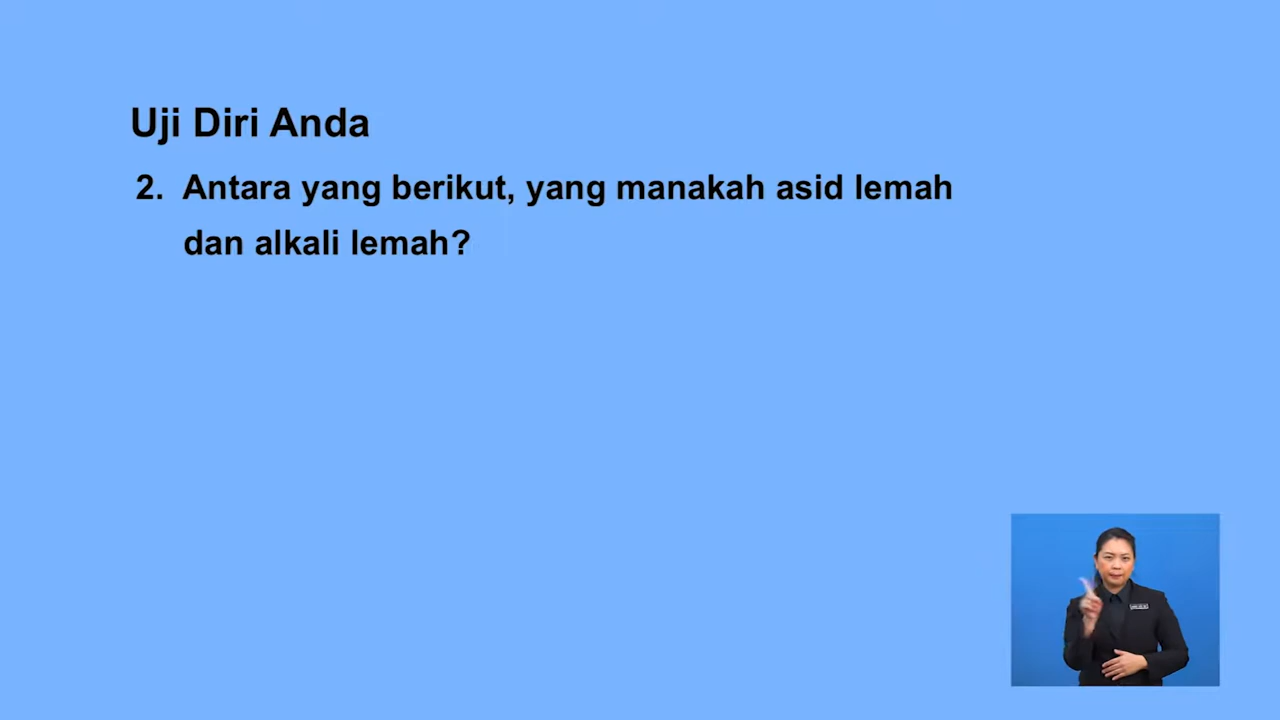 Uji Diri Anda
2. Antara yang berikut, yang manakah asid lemah
dan alkali lemah?